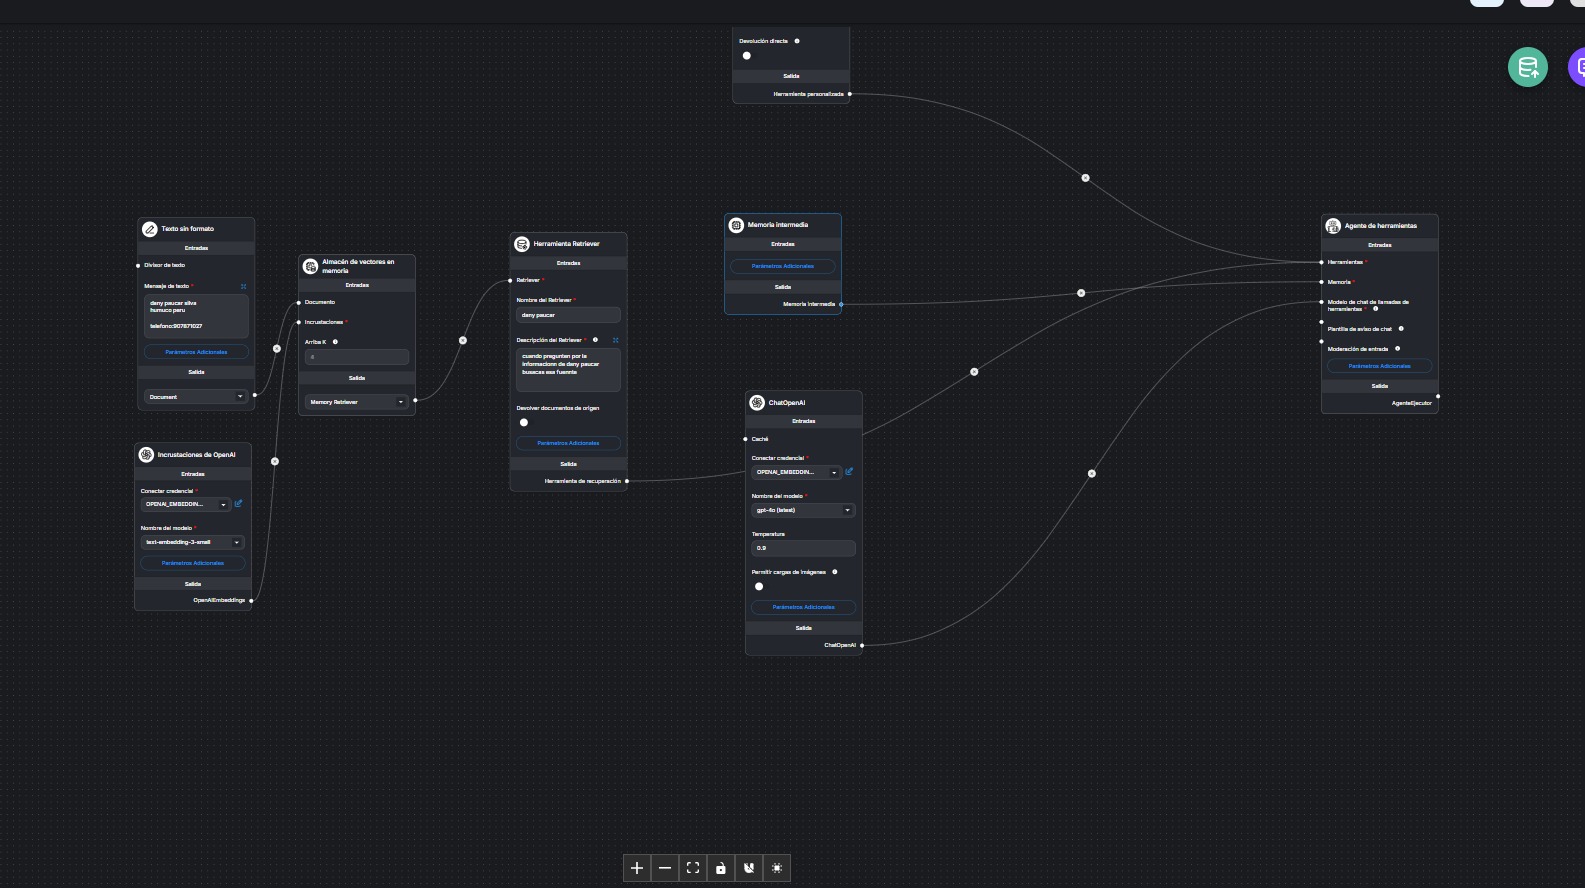 Devolución directa
Salida
Herramienta personalizada
Texto sin formato
Entradas
Divisor de texto
Mensaje de texto *
deny paucar silva
humuco peru
telefono:907871027
Parámetros Adicionales
Salida
Document
Almacén de vectores en
memoria
Entradas
Documento
Incrustaciones *
Arriba K
4
Salida
Memory Retriever
Incrustaciones de OpenAI
Entradas
Conectar credencial *
OPENAI_EMBEDDIN...
Nombre del modelo *
text-embedding-3-small
Parámetros Adicionales
Salida
OpenAIEmbeddings
Herramienta Retriever
Entradas
Retriever *
Nombre del Retriever *
dany paucar
Descripción del Retriever *
cuando pregunten por la
informacionn de dany paucar
busacas esa fuennte
Devolver documentos de origen
Parámetros Adicionales
Salida
Herramienta de recuperación
Memoria intermedia
Entradas
Parámetros Adicionales
Salida
Memoria intermedia
ChatOpenAI
Entradas
Caché
Conectar credencial *
OPENAI_EMBEDDIN...
Nombre del modelo *
gpt-4o (latest)
Temperatura
0.9
Permitir cargas de imágenes
Parámetros Adicionales
Salida
ChatOpenAI
Agente de herramientas
Entradas
Herramientas *
Memoria *
Modelo de chat de llamadas de
herramientas *
Plantilla de aviso de chat
Moderación de entrada
Parámetros Adicionales
Salida
AgenteEjecutor